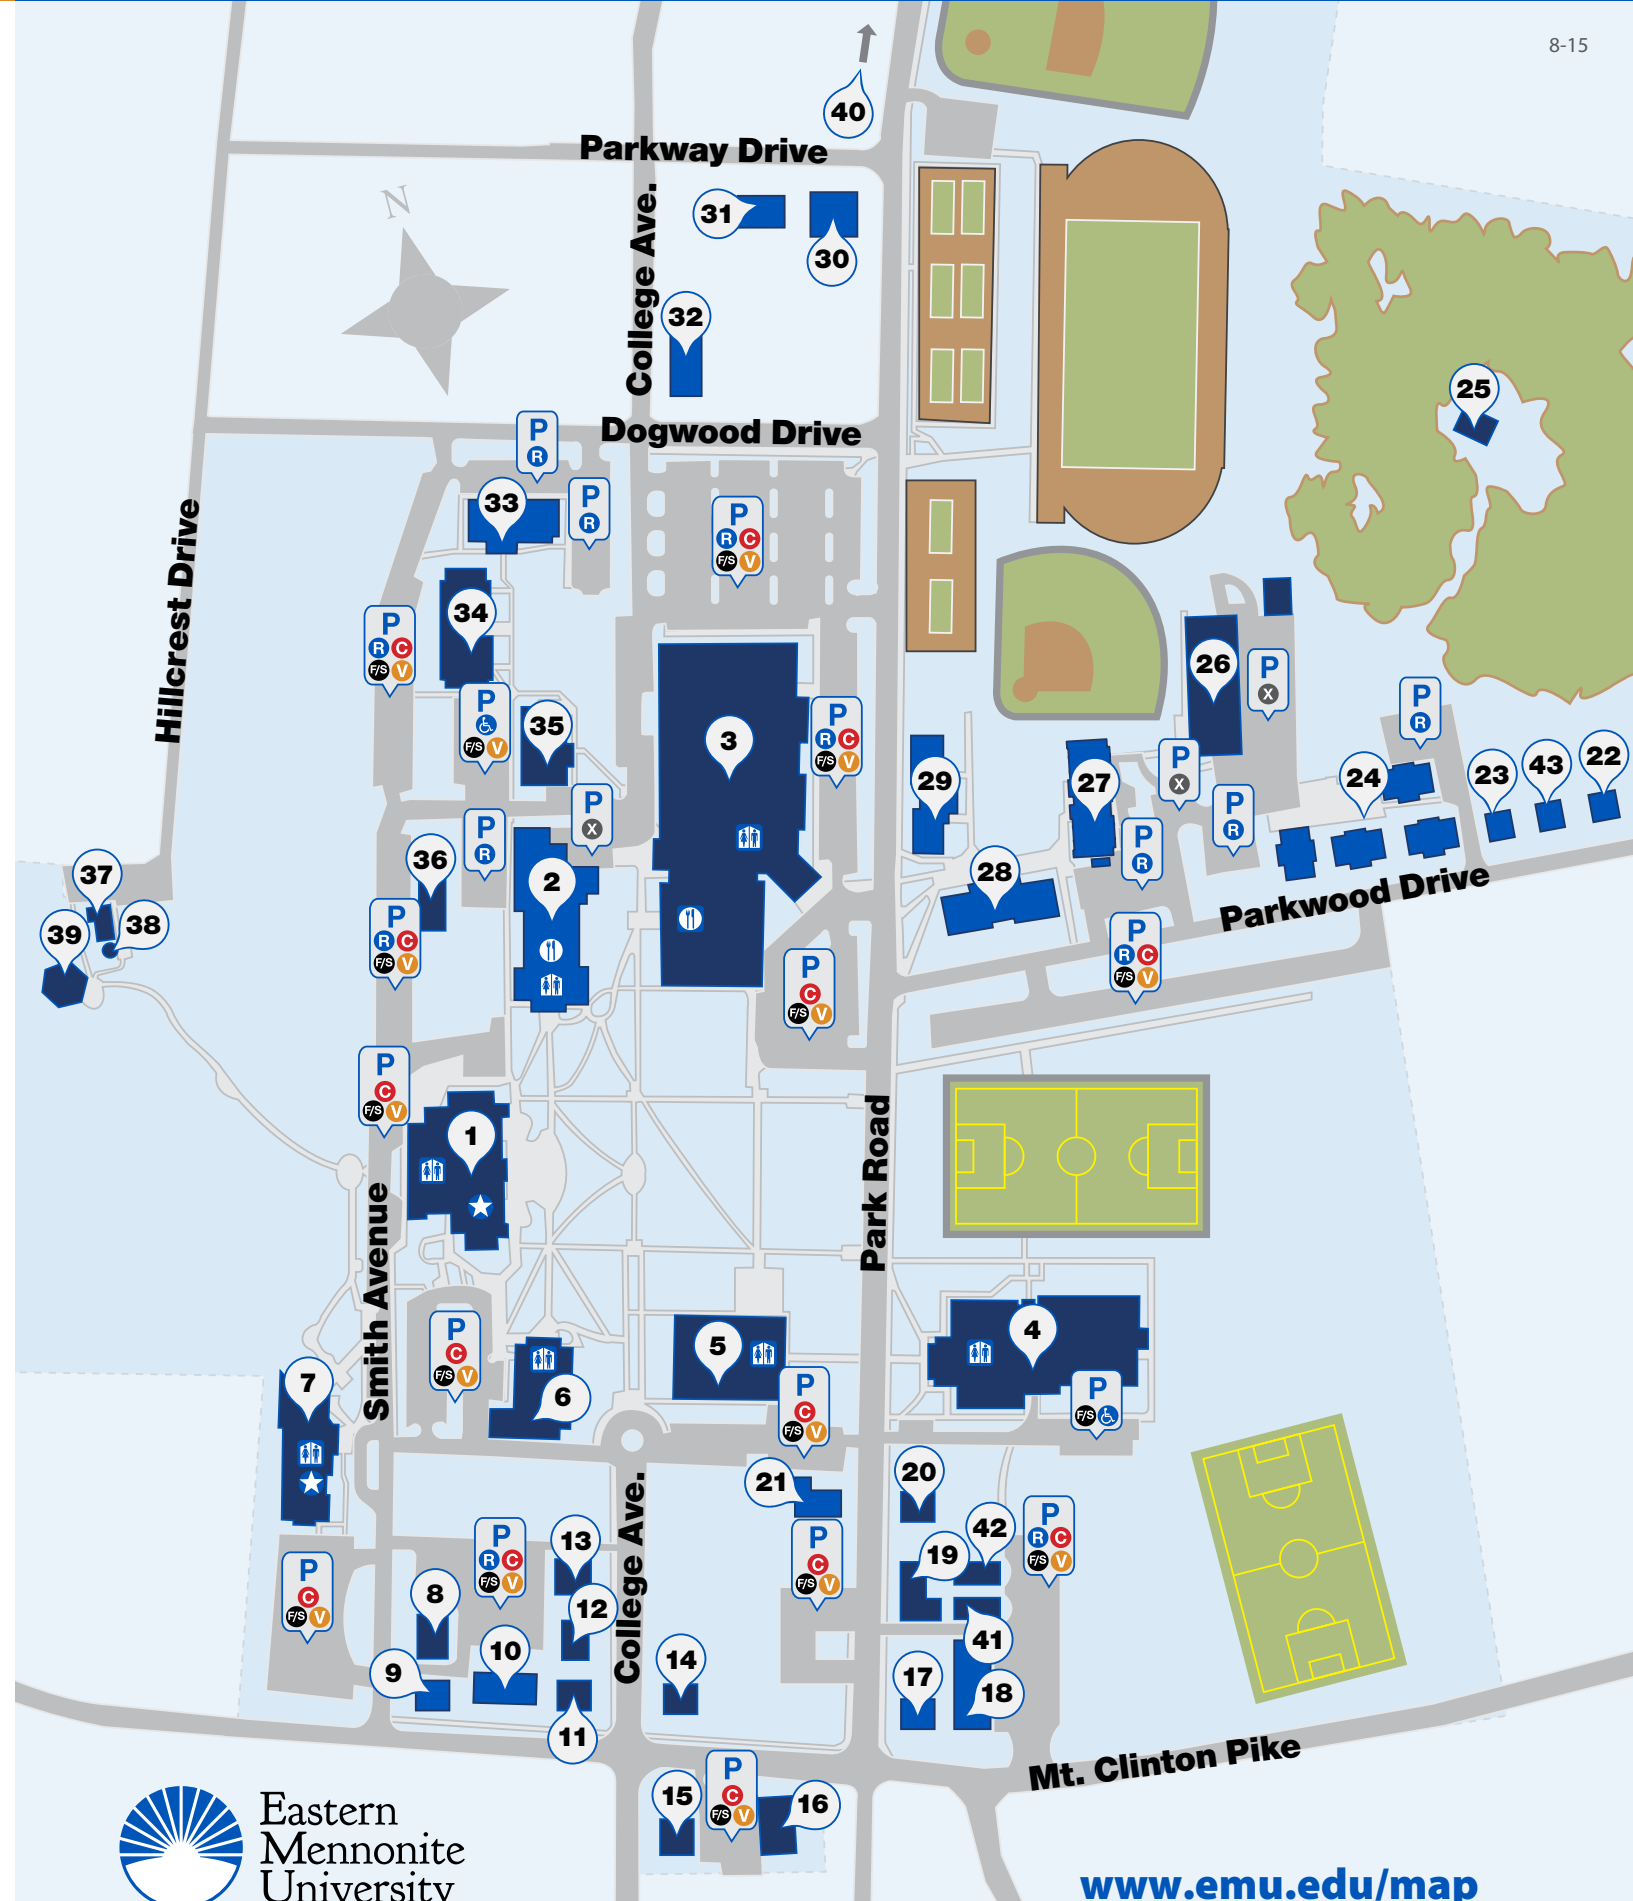 8-15
40
Parkway Drive
N
College Ave.
31
30
32
Dogwood Drive
25
P
R
33
P
R
P
R C
F/S V
Hillcrest Drive
34
P
R C
F/S V
26
P
X
P
F/S V
35
3
P
R C
F/S V
P
R
29
27
P
X
24
23
43
22
P
X
P
R
P
R
36
2
P
R
28
Parkwood Drive
37
38
39
P
R C
F/S V
P
C
F/S V
P
R C
F/S V
P
C
F/S V
1
Park Road
Smith Avenue
P
C
F/S V
5
4
7
6
P
C
F/S V
P
F/S
21
20
College Ave.
P
C
F/S V
P
R C
F/S V
13
P
C
F/S V
19
42
P
R C
F/S V
8
12
41
9
10
14
17
18
11
Mt. Clinton Pike
15
P
C
F/S V
16
Eastern
Mennonite
University
www.emu.edu/map